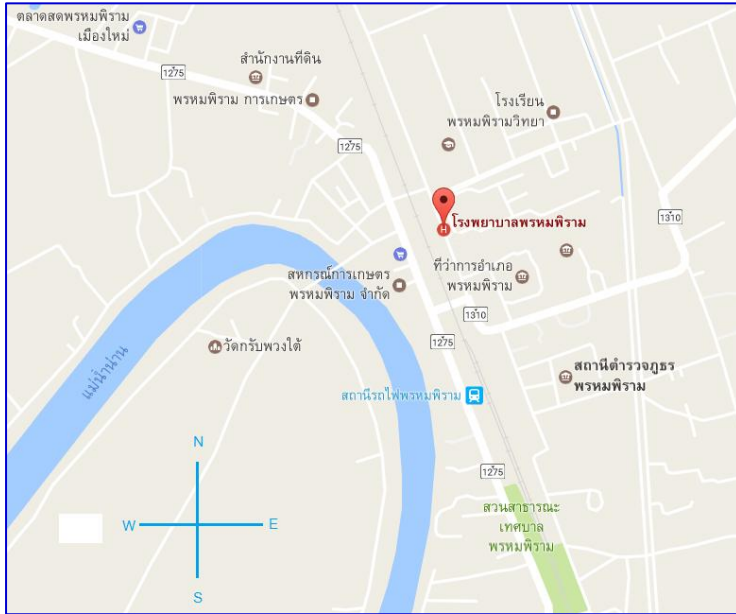 ตลาดสดพรหมพิราม
เมืองใหม่
1275
สำนักงานที่ดิน
พรหมพิราม การเกษตร
1275
โรงเรียน
พรหมพิรามวิทยา
H
โรงพยาบาลพรหมพิราม
1310
สหกรณ์การเกษตร
พรหมพิราม จำกัด
ที่ว่าการอำเภอ
พรหมพิราม
1310
1275
วัดกรับพวงใต้
แม่น้ำน่าน
สถานีตำรวจภูธร
พรหมพิราม
สถานีรถไฟพรหมพิราม
1275
สวนสาธารณะ
เทศบาล
พรหมพิราม
N
W
E
S